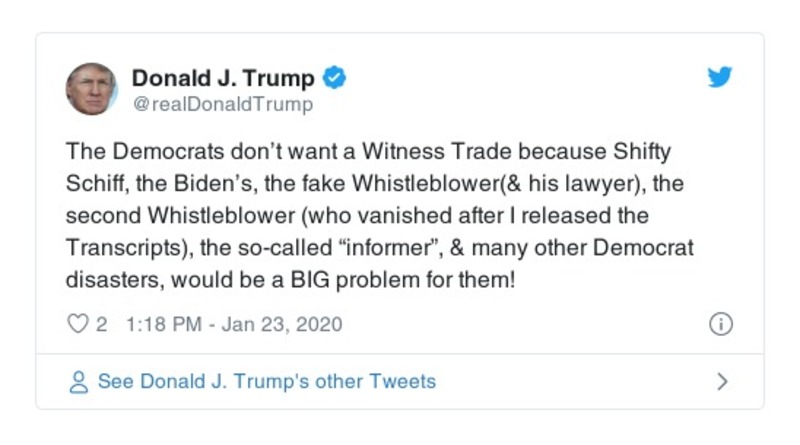 Donald J. Trump
@realDonaldTrump
The Democrats don’t want a Witness Trade because Shifty
Schiff, the Biden’s, the fake Whistleblower(& his lawyer), the
second Whistleblower (who vanished after I released the
Transcripts), the so-called “informer”, & many other Democrat
disasters, would be a BIG problem for them!
2 1:18 PM - Jan 23, 2020
See Donald J. Trump's other Tweets